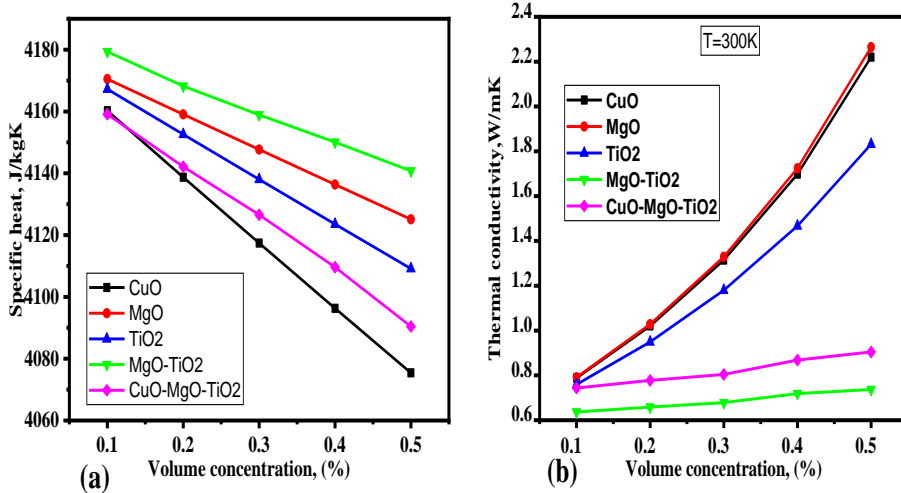 4180
4160
4140
4120
4100
4080
4060
Specific heat, J/kgK
CuO
MgO
TiO2
MgO-TiO2
CuO-MgO-TiO2
0.1 0.2 0.3 0.4 0.5
Volume concentration, (%)
(a)
2.4
2.2
2.0
1.8
1.6
1.4
1.2
1.0
0.8
0.6
Thermal conductivity,W/mK
T=300K
CuO
MgO
TiO2
MgO-TiO2
CuO-MgO-TiO2
0.1 0.2 0.3 0.4 0.5
Volume concentration, (%)
(b)